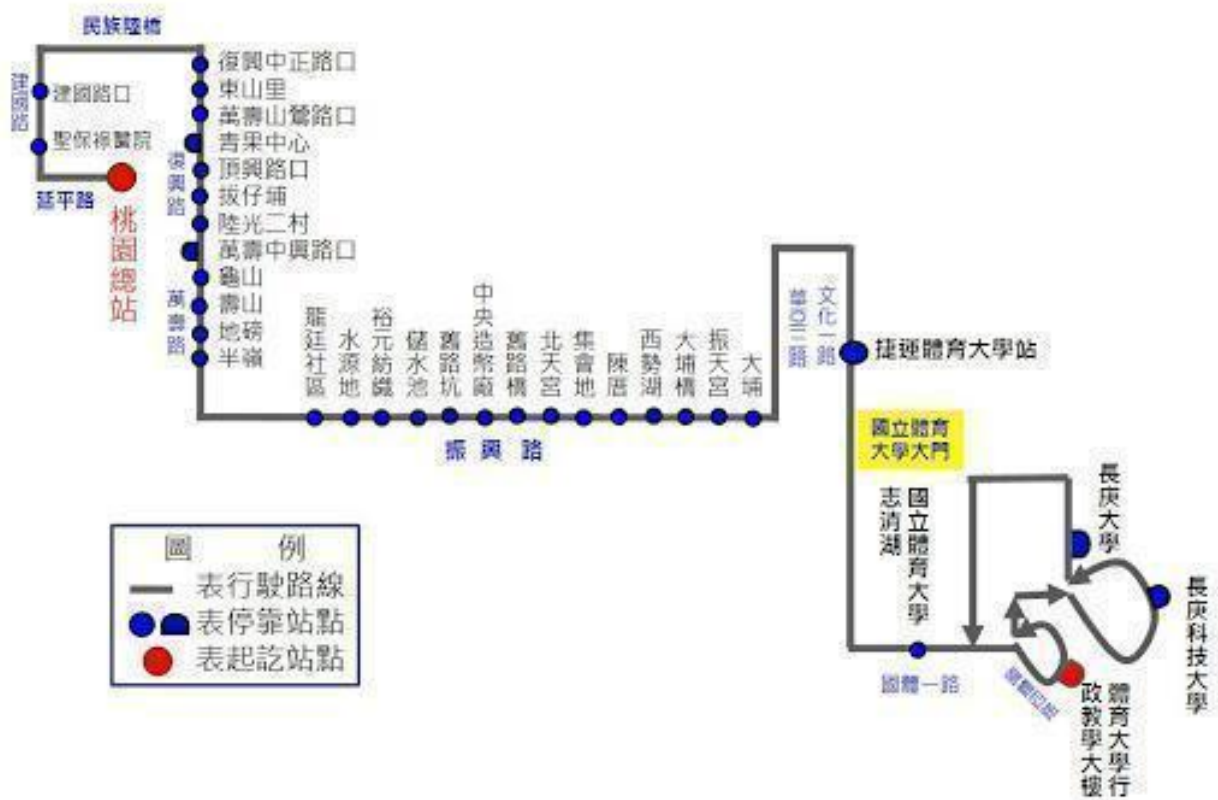 民族陸橋
建國路
建國路口
聖保祿醫院
延平路
桃園總站
復興中正路口
東山里
萬壽山鶯路口
青果中心
頂興路口
拔仔埔
陸光二村
萬壽中興路口
龜山
壽山
地磅
半嶺
復興路
萬壽路
龍廷社區
水源地
裕元紡織
儲水池
舊路坑
中央造幣廠
舊路橋
北天宮
集會地
陳厝
西勢湖
大埔橋
振天宮
大埔
振興路
華亞三路
文化一路
捷運體育大學站
國立體育
大學大門
國立體育大學
志清湖
長庚大學
長庚科技大學
國體一路
體育大學行
政教學大樓
圖例
表行駛路線
表停靠站點
表起訖站點